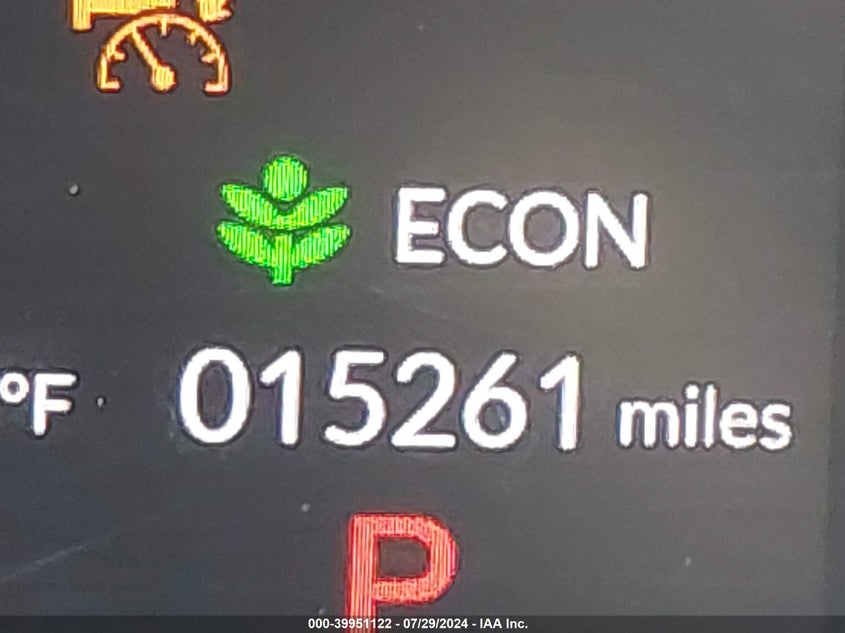 ECON
°F 015261 miles
P
000-39951122 - 07/29/2024 - IAA Inc.